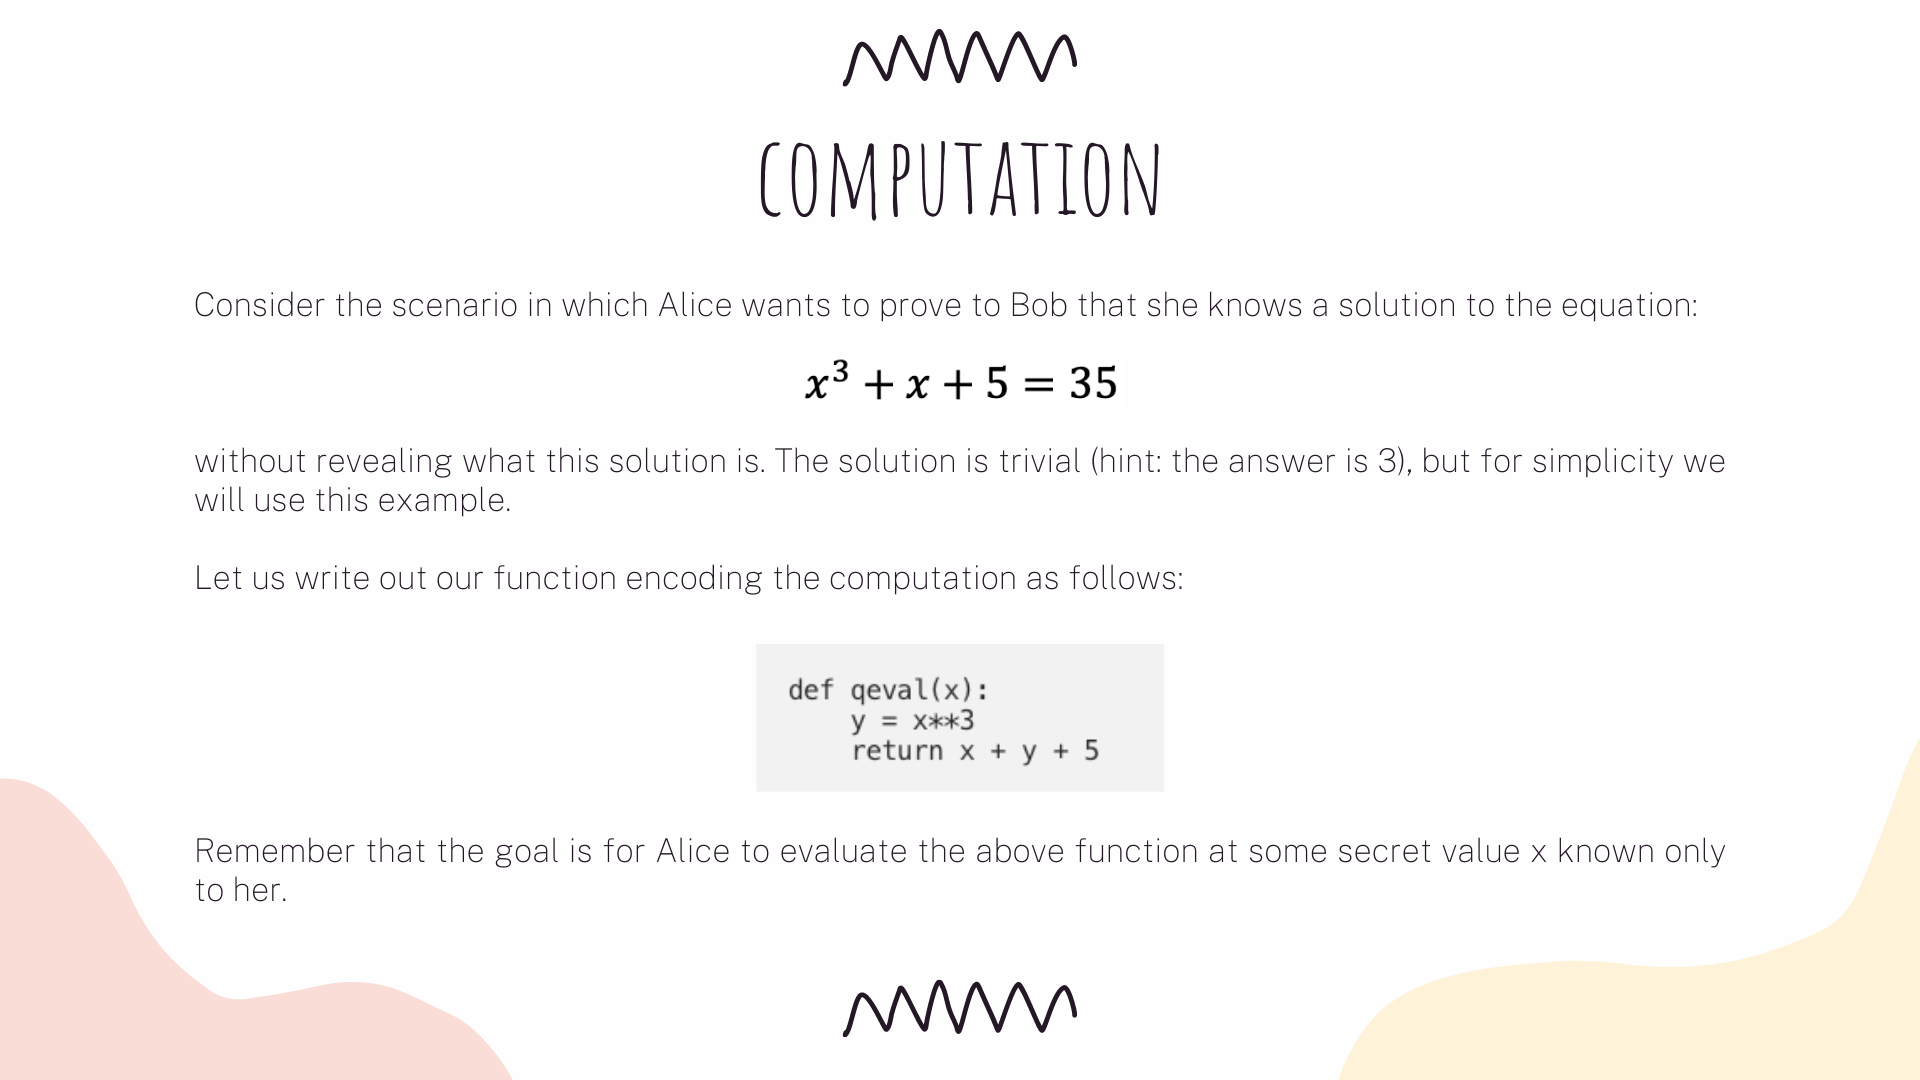 COMPUTATION
Consider the scenario in which Alice wants to prove to Bob that she knows a solution to the equation:
x³ + x + 5 = 35
without revealing what this solution is. The solution is trivial (hint: the answer is 3), but for simplicity we
will use this example.
Let us write out our function encoding the computation as follows:
def qeval(x):
    y = x**3
    return x + y + 5
Remember that the goal is for Alice to evaluate the above function at some secret value x known only
to her.